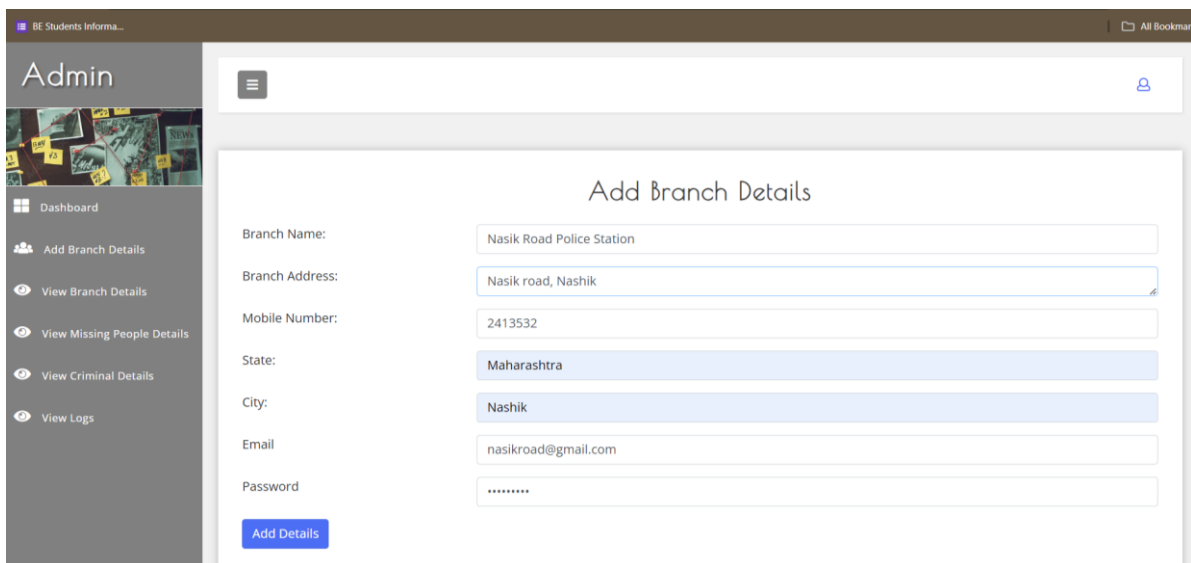 BE Students Informa...
All Bookmar
Admin
NEWS
Dashboard
Add Branch Details
View Branch Details
View Missing People Details
View Criminal Details
View Logs
Add Branch Details
Branch Name: Nasik Road Police Station
Branch Address: Nasik road, Nashik
Mobile Number: 2413532
State: Maharashtra
City: Nashik
Email nasikroad@gmail.com
Password •••••••••
Add Details